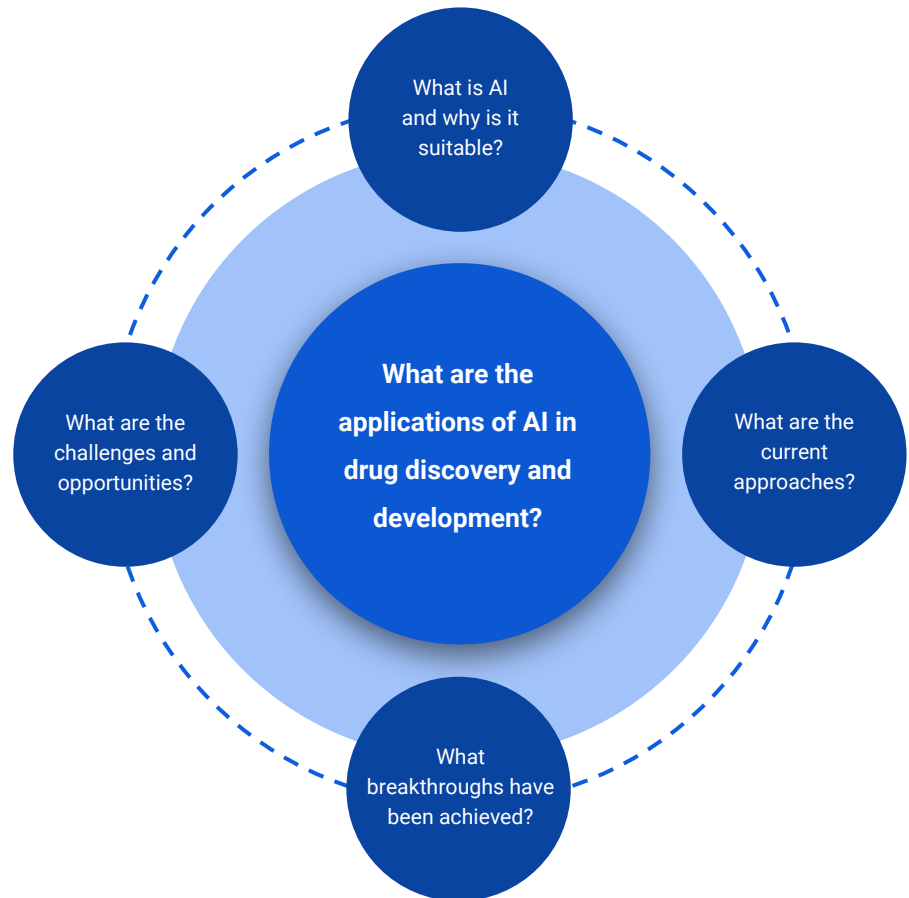 What is AI
and why is it
suitable?
What are the
challenges and
opportunities?
What are the
applications of AI in
drug discovery and
development?
What are the
current
approaches?
What
breakthroughs have
been achieved?